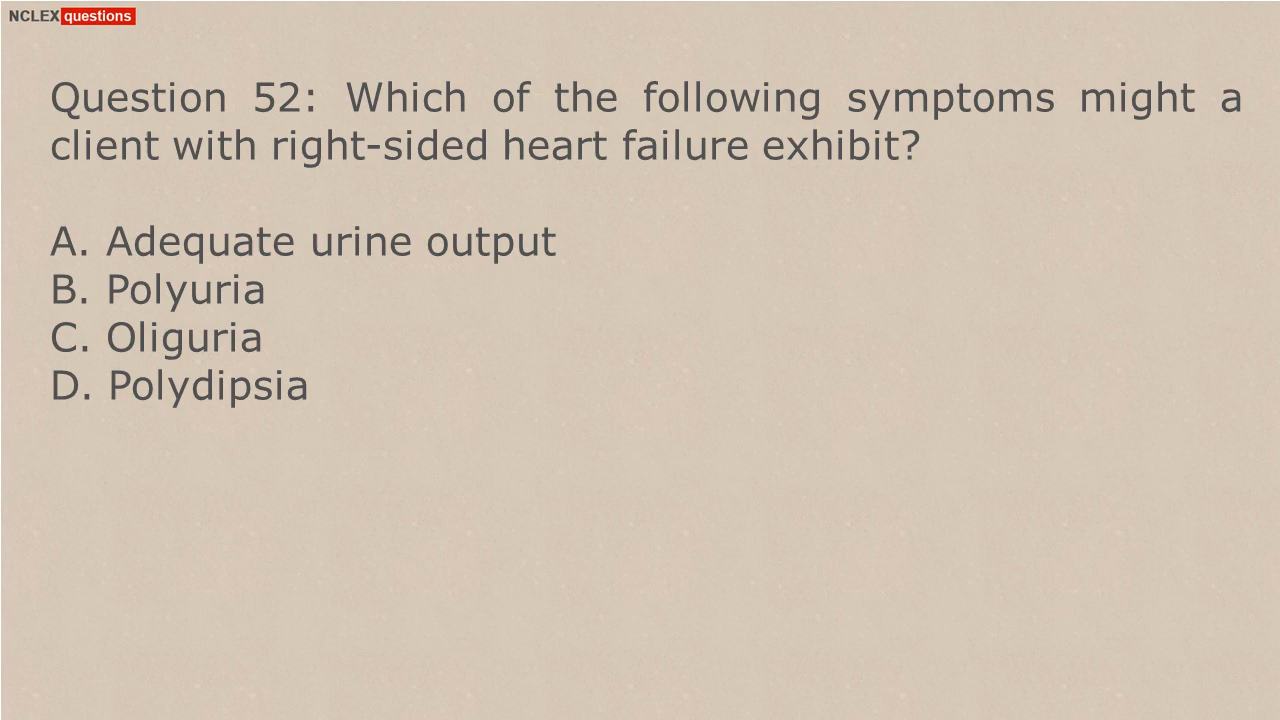 NCLEX questions
Question 52: Which of the following symptoms might a
client with right-sided heart failure exhibit?
A. Adequate urine output
B. Polyuria
C. Oliguria
D. Polydipsia